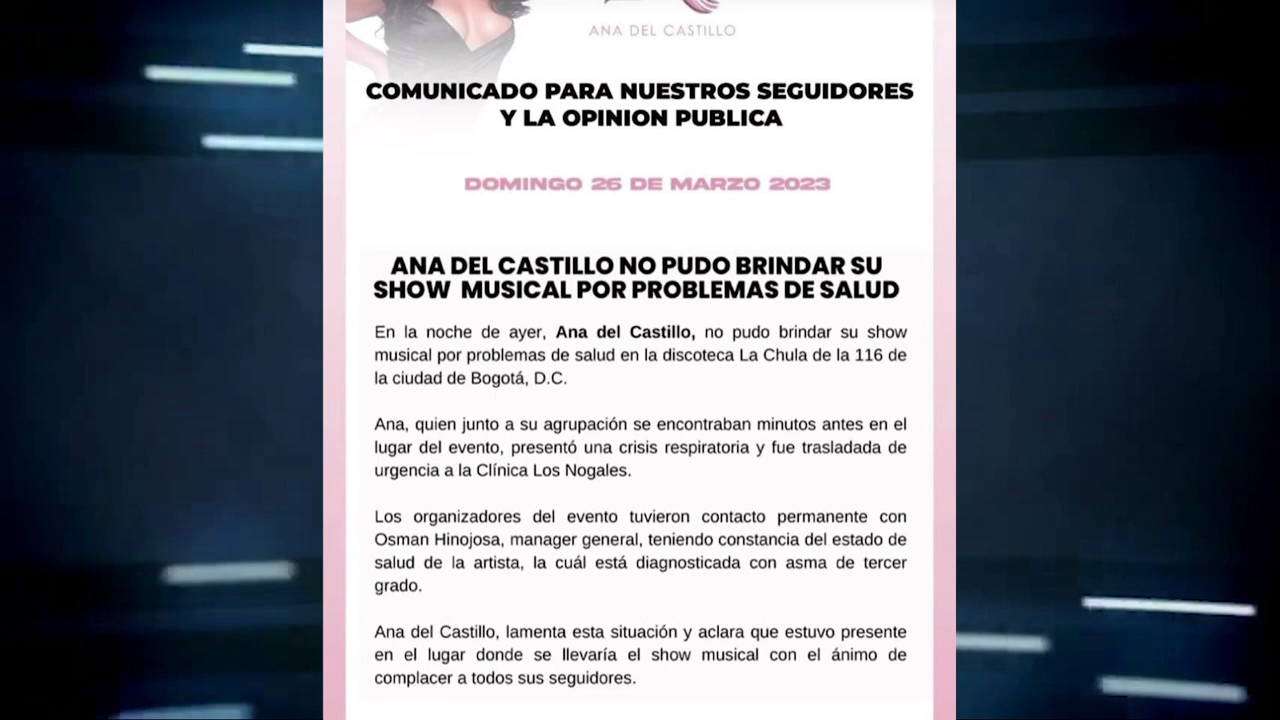 ANA DEL CASTILLO
COMUNICADO PARA NUESTROS SEGUIDORES
Y LA OPINION PUBLICA
DOMINGO 26 DE MARZO 2023
ANA DEL CASTILLO NO PUDO BRINDAR SU
SHOW MUSICAL POR PROBLEMAS DE SALUD
En la noche de ayer, Ana del Castillo, no pudo brindar su show
musical por problemas de salud en la discoteca La Chula de la 116 de
la ciudad de Bogotá, D.C.
Ana, quien junto a su agrupación se encontraban minutos antes en el
lugar del evento, presentó una crisis respiratoria y fue trasladada de
urgencia a la Clínica Los Nogales.
Los organizadores del evento tuvieron contacto permanente con
Osman Hinojosa, manager general, teniendo constancia del estado de
salud de la artista, la cuál está diagnosticada con asma de tercer
grado.
Ana del Castillo, lamenta esta situación y aclara que estuvo presente
en el lugar donde se llevaría el show musical con el ánimo de
complacer a todos sus seguidores.